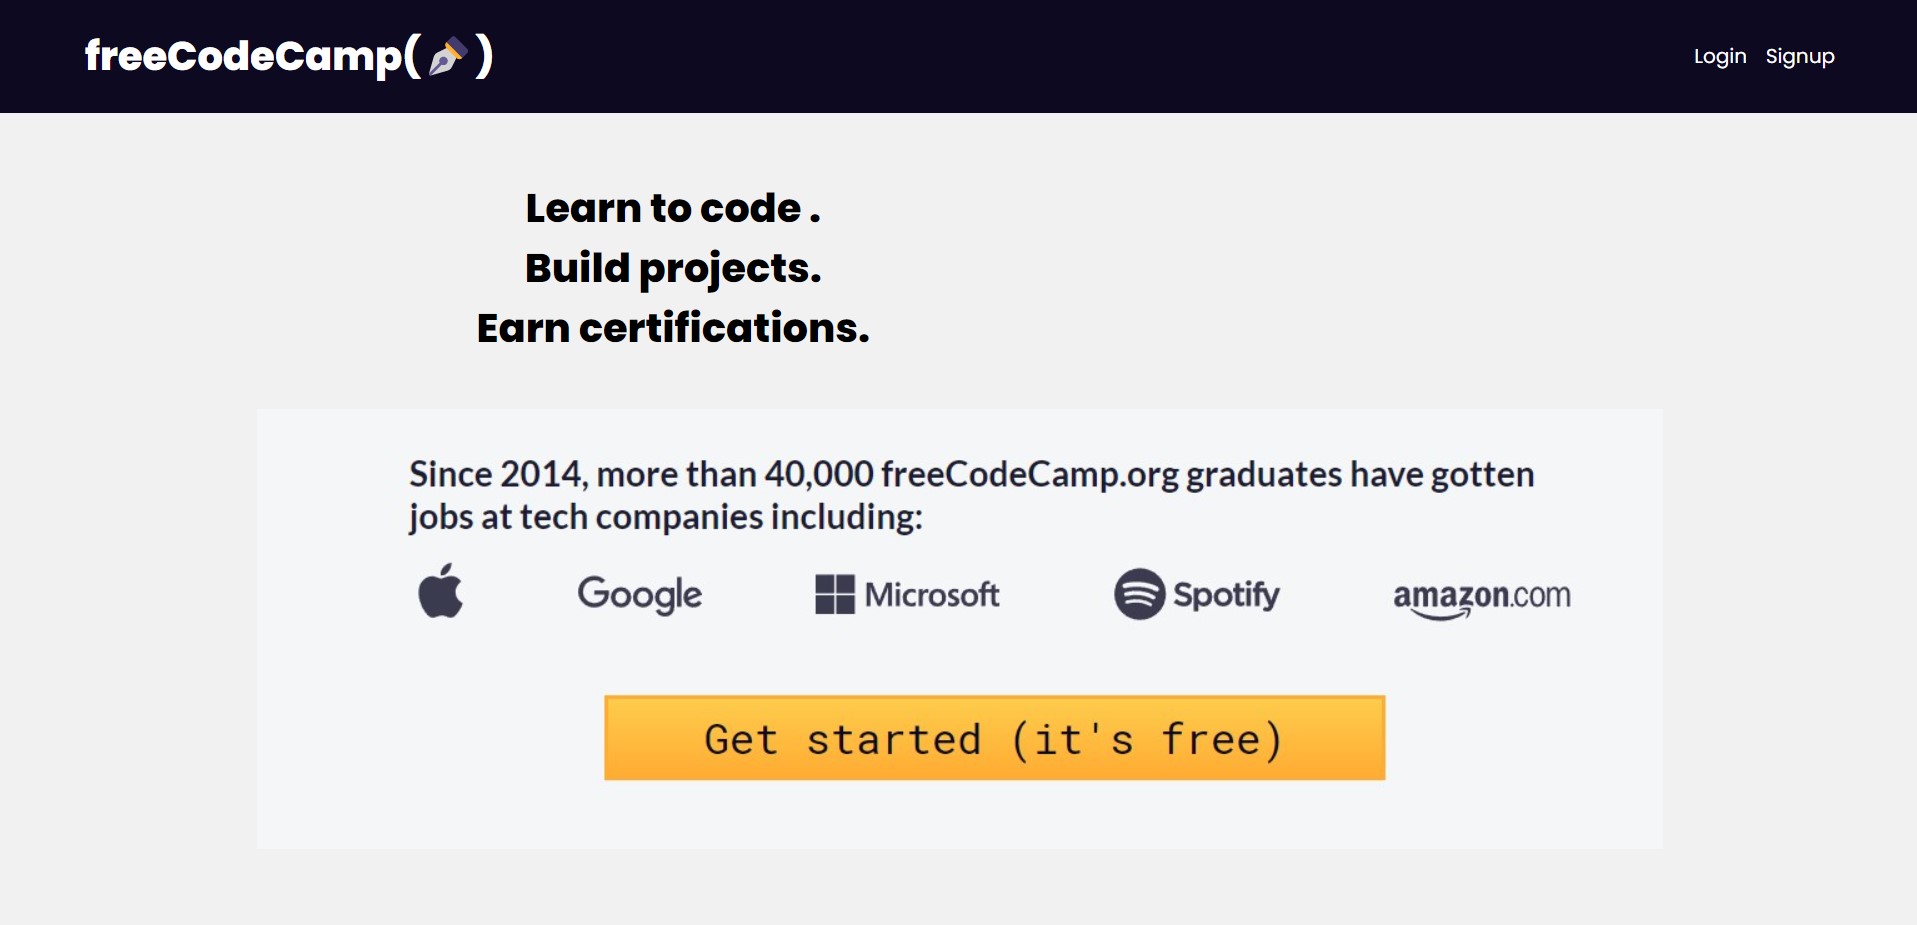 freeCodeCamp( )
Login Signup
Learn to code .
Build projects.
Earn certifications.
Since 2014, more than 40,000 freeCodeCamp.org graduates have gotten
jobs at tech companies including:
Google Microsoft Spotify amazon.com
Get started (it's free)